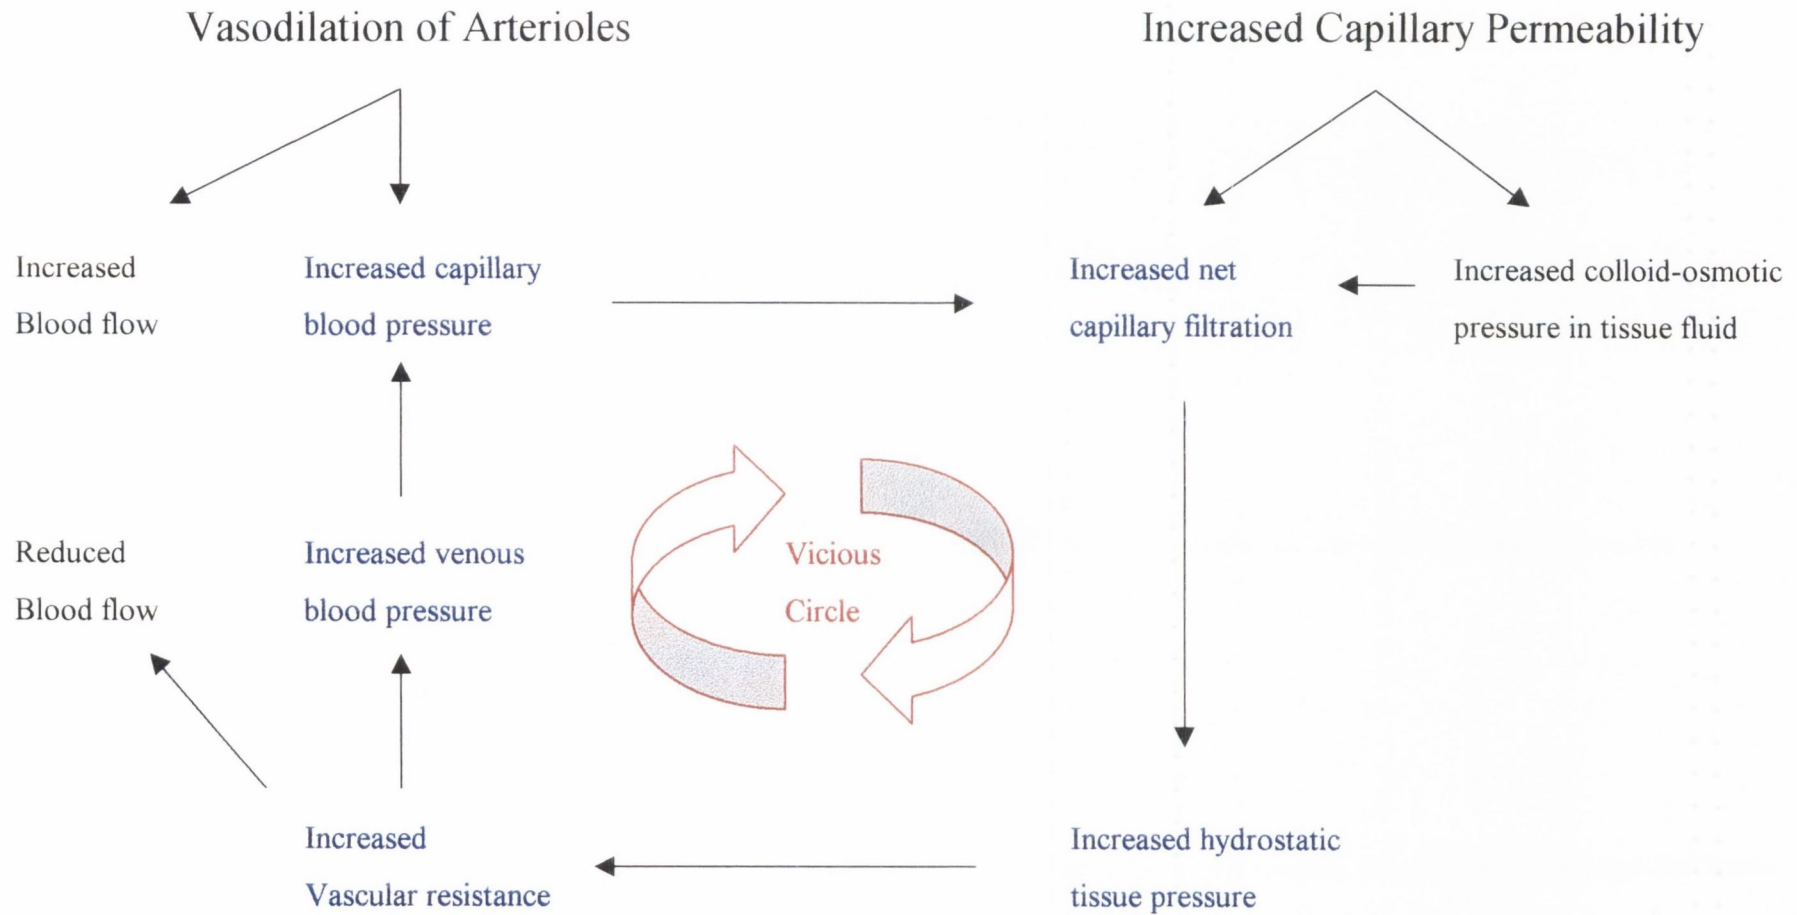 Vasodilation of Arterioles
Increased Capillary Permeability
Increased
Blood flow
Increased capillary
blood pressure
Increased net
capillary filtration
Increased colloid-osmotic
pressure in tissue fluid
Reduced
Blood flow
Increased venous
blood pressure
Vicious
Circle
Increased
Vascular resistance
Increased hydrostatic
tissue pressure